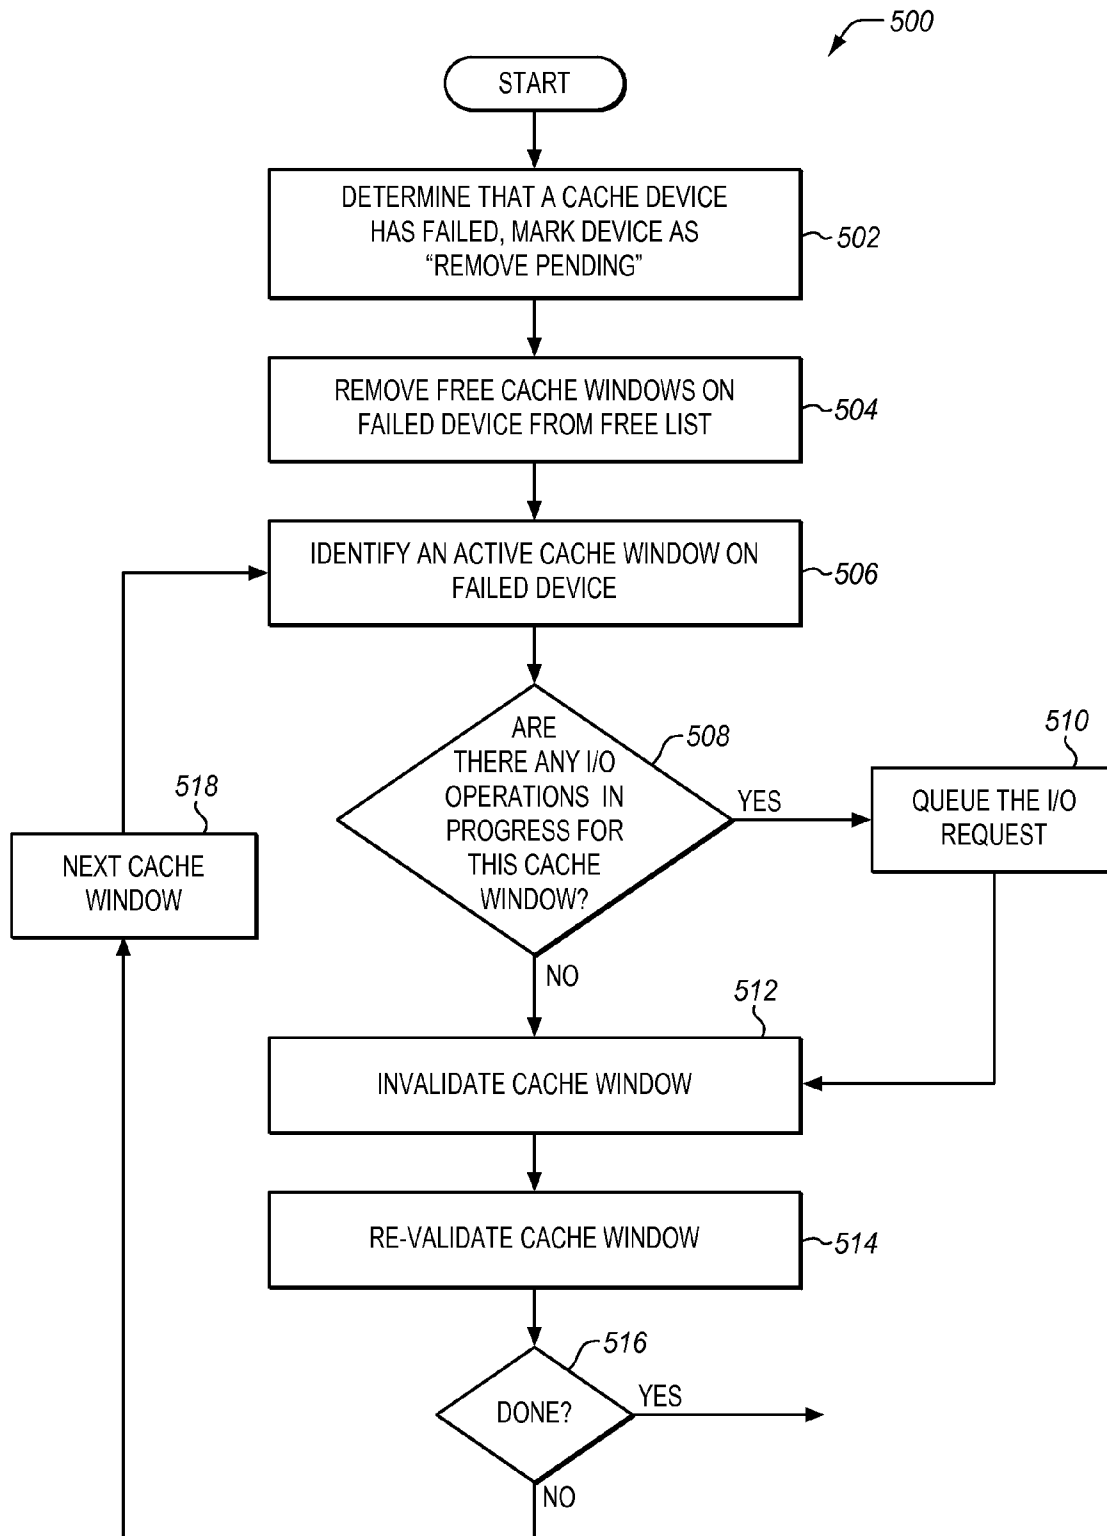 500
START
DETERMINE THAT A CACHE DEVICE
HAS FAILED, MARK DEVICE AS
“REMOVE PENDING”
502
REMOVE FREE CACHE WINDOWS ON
FAILED DEVICE FROM FREE LIST
504
IDENTIFY AN ACTIVE CACHE WINDOW ON
FAILED DEVICE
506
ARE
THERE ANY I/O
OPERATIONS IN
PROGRESS FOR
THIS CACHE
WINDOW?
508
YES
510
QUEUE THE I/O
REQUEST
518
NEXT CACHE
WINDOW
NO
512
INVALIDATE CACHE WINDOW
RE-VALIDATE CACHE WINDOW
514
516
DONE?
YES
NO